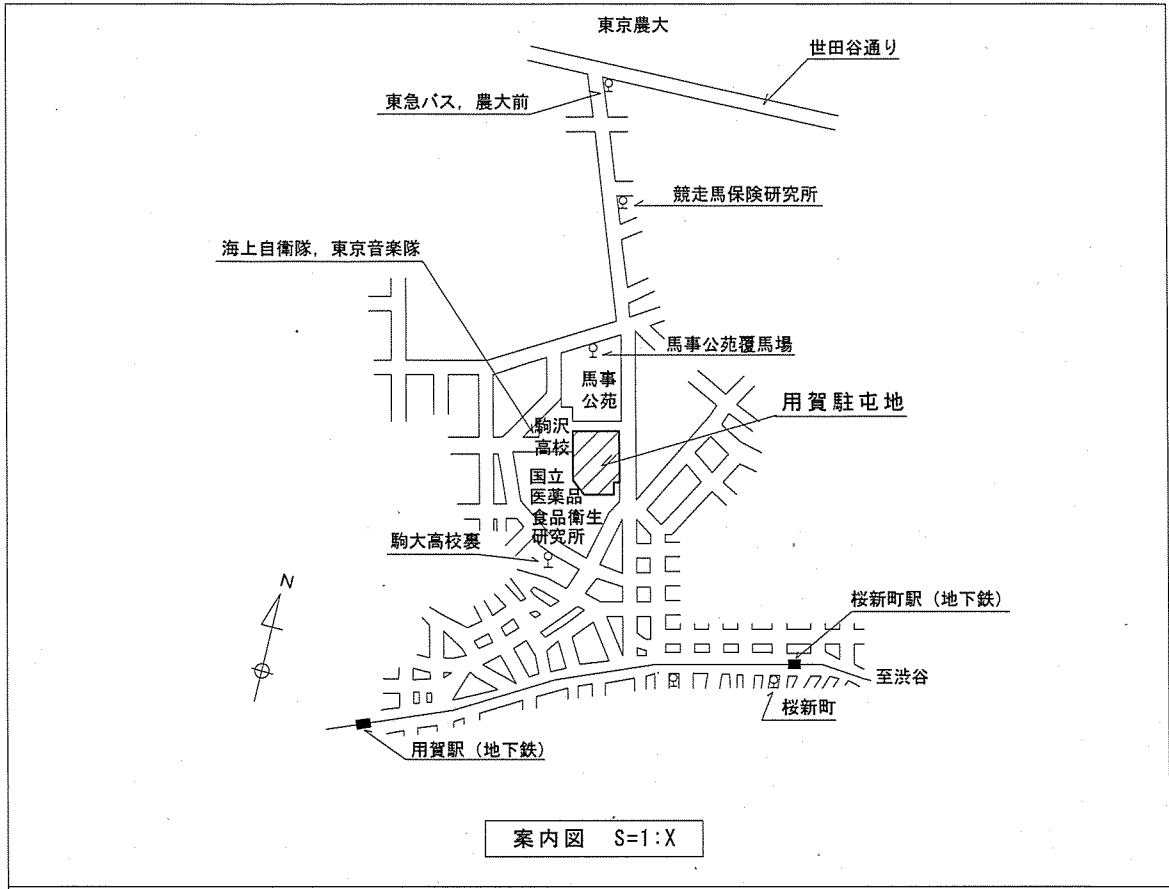 東京農大
世田谷通り
東急バス，農大前
競走馬保険研究所
海上自衛隊，東京音楽隊
馬事公苑覆馬場
馬事
公苑
用賀駐屯地
駒沢
高校
国立
医薬品
食品衛生
研究所
駒大高校裏
N
桜新町駅（地下鉄）
至渋谷
桜新町
用賀駅（地下鉄）
案内図 S=1:X